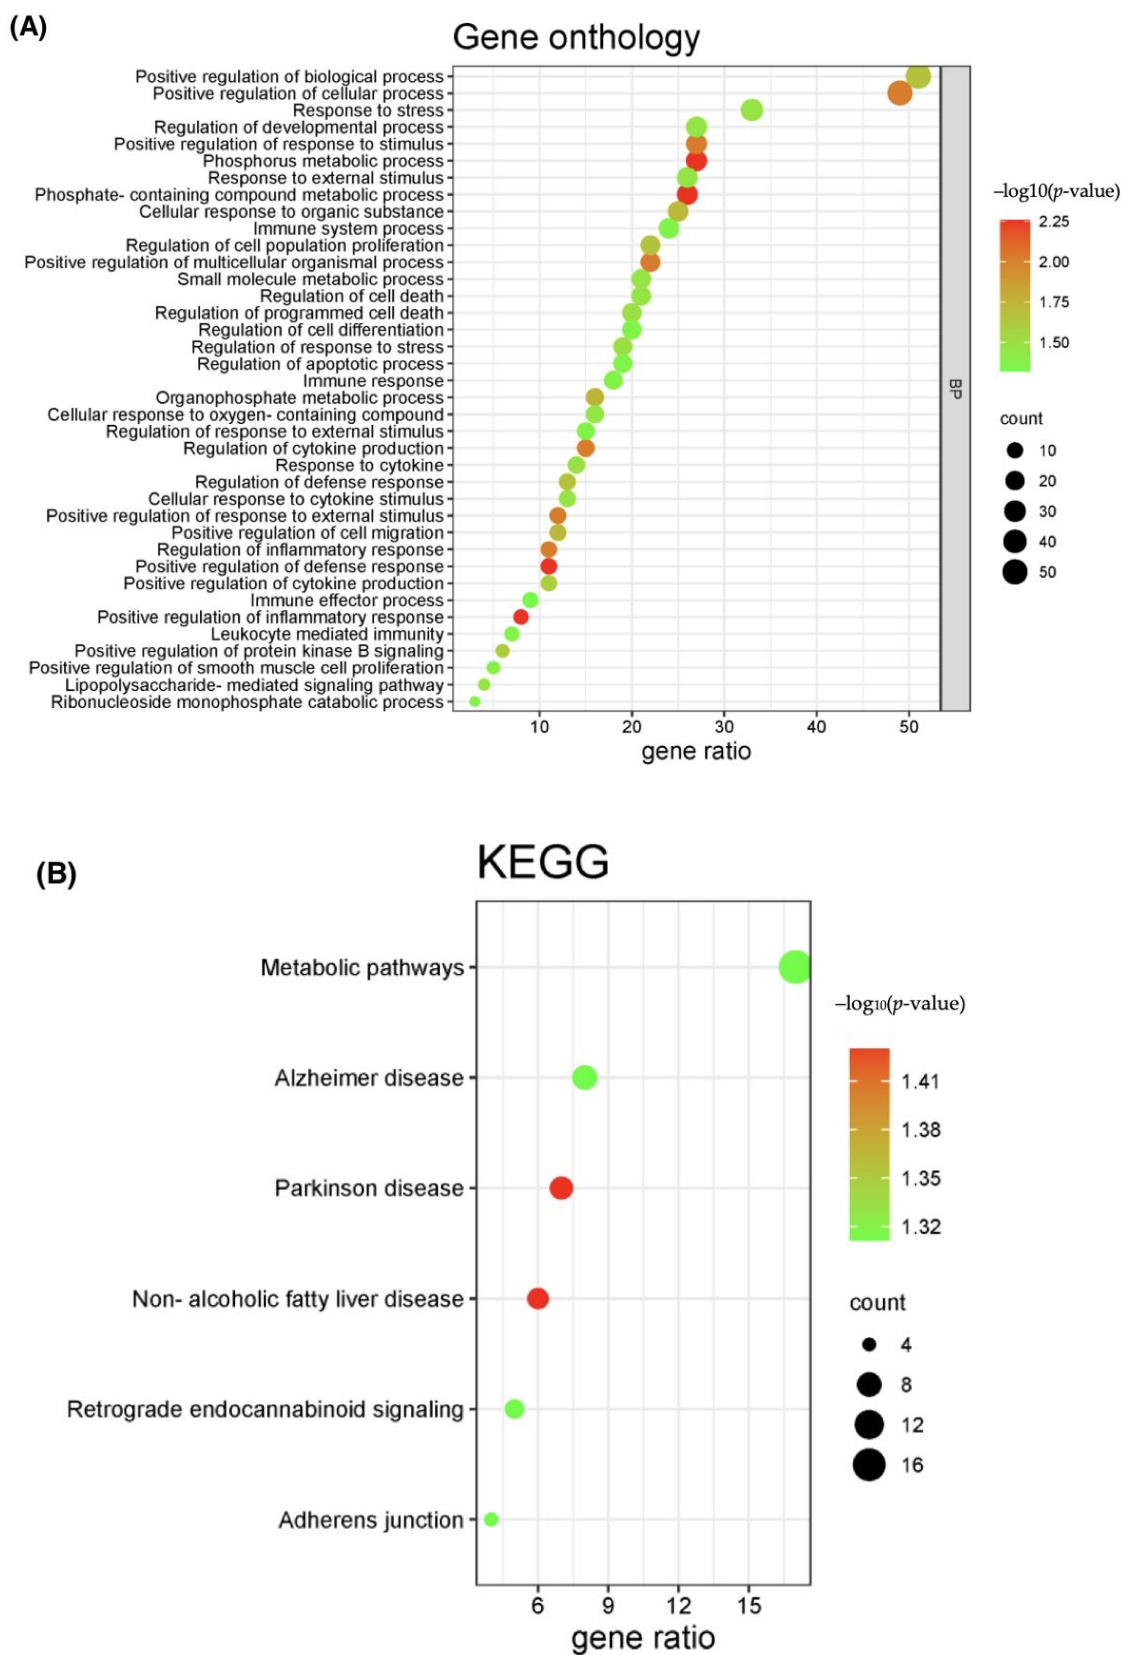 (A)
Gene onthology
Positive regulation of biological process
Positive regulation of cellular process
Response to stress
Regulation of developmental process
Positive regulation of response to stimulus
Phosphorus metabolic process
Response to external stimulus
Phosphate- containing compound metabolic process
Cellular response to organic substance
Immune system process
Regulation of cell population proliferation
Positive regulation of multicellular organismal process
Small molecule metabolic process
Regulation of cell death
Regulation of programmed cell death
Regulation of cell differentiation
Regulation of response to stress
Regulation of apoptotic process
Immune response
Organophosphate metabolic process
Cellular response to oxygen- containing compound
Regulation of response to external stimulus
Regulation of cytokine production
Response to cytokine
Regulation of defense response
Cellular response to cytokine stimulus
Positive regulation of response to external stimulus
Positive regulation of cell migration
Regulation of inflammatory response
Positive regulation of defense response
Positive regulation of cytokine production
Immune effector process
Positive regulation of inflammatory response
Leukocyte mediated immunity
Positive regulation of protein kinase B signaling
Positive regulation of smooth muscle cell proliferation
Lipopolysaccharide- mediated signaling pathway
Ribonucleoside monophosphate catabolic process
10 20 30 40 50
gene ratio
BP
–log10(p-value)
2.25
2.00
1.75
1.50
count
10
20
30
40
50
(B)
KEGG
Metabolic pathways
Alzheimer disease
Parkinson disease
Non- alcoholic fatty liver disease
Retrograde endocannabinoid signaling
Adherens junction
6 9 12 15
gene ratio
–log10(p-value)
1.41
1.38
1.35
1.32
count
4
8
12
16